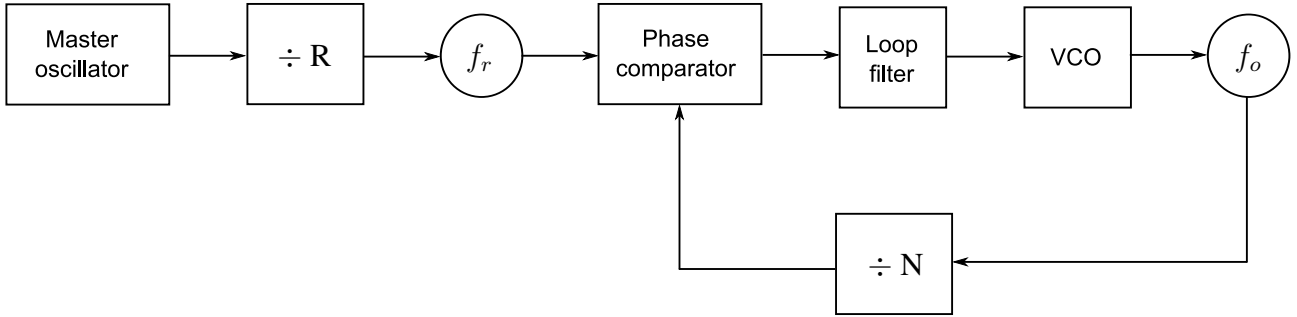 Master
oscillator
÷ R
f_r
Phase
comparator
Loop
filter
VCO
f_o
÷ N